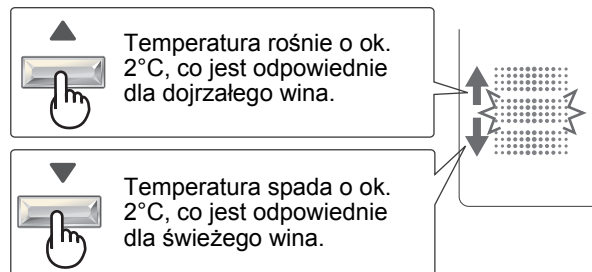 Temperatura rośnie o ok.
2°C, co jest odpowiednie
dla dojrzałego wina.
Temperatura spada o ok.
2°C, co jest odpowiednie
dla świeżego wina.